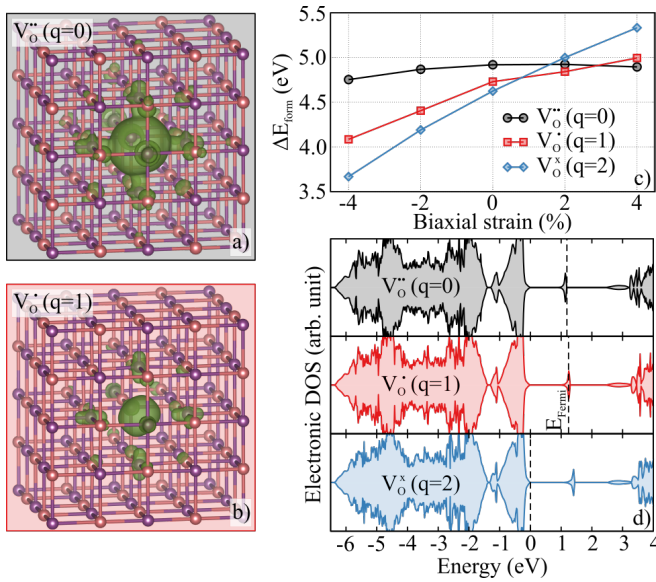 V_O^•• (q=0)
a)
V_O^• (q=1)
b)
ΔE_form (eV)
5.5
5.0
4.5
4.0
3.5
V_O^•• (q=0)
V_O^• (q=1)
V_O^x (q=2)
c)
-4 -2 0 2 4
Biaxial strain (%)
Electronic DOS (arb. unit)
V_O^•• (q=0)
V_O^• (q=1)
E_Fermi
V_O^x (q=2)
d)
-6 -5 -4 -3 -2 -1 0 1 2 3 4
Energy (eV)